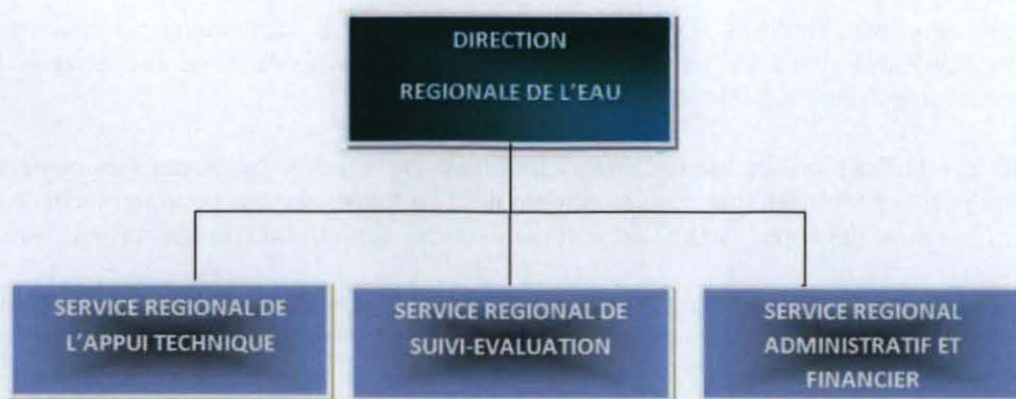 DIRECTION
REGIONALE DE L'EAU
SERVICE REGIONAL DE
L'APPUI TECHNIQUE
SERVICE REGIONAL DE
SUIVI-EVALUATION
SERVICE REGIONAL
ADMINISTRATIF ET
FINANCIER